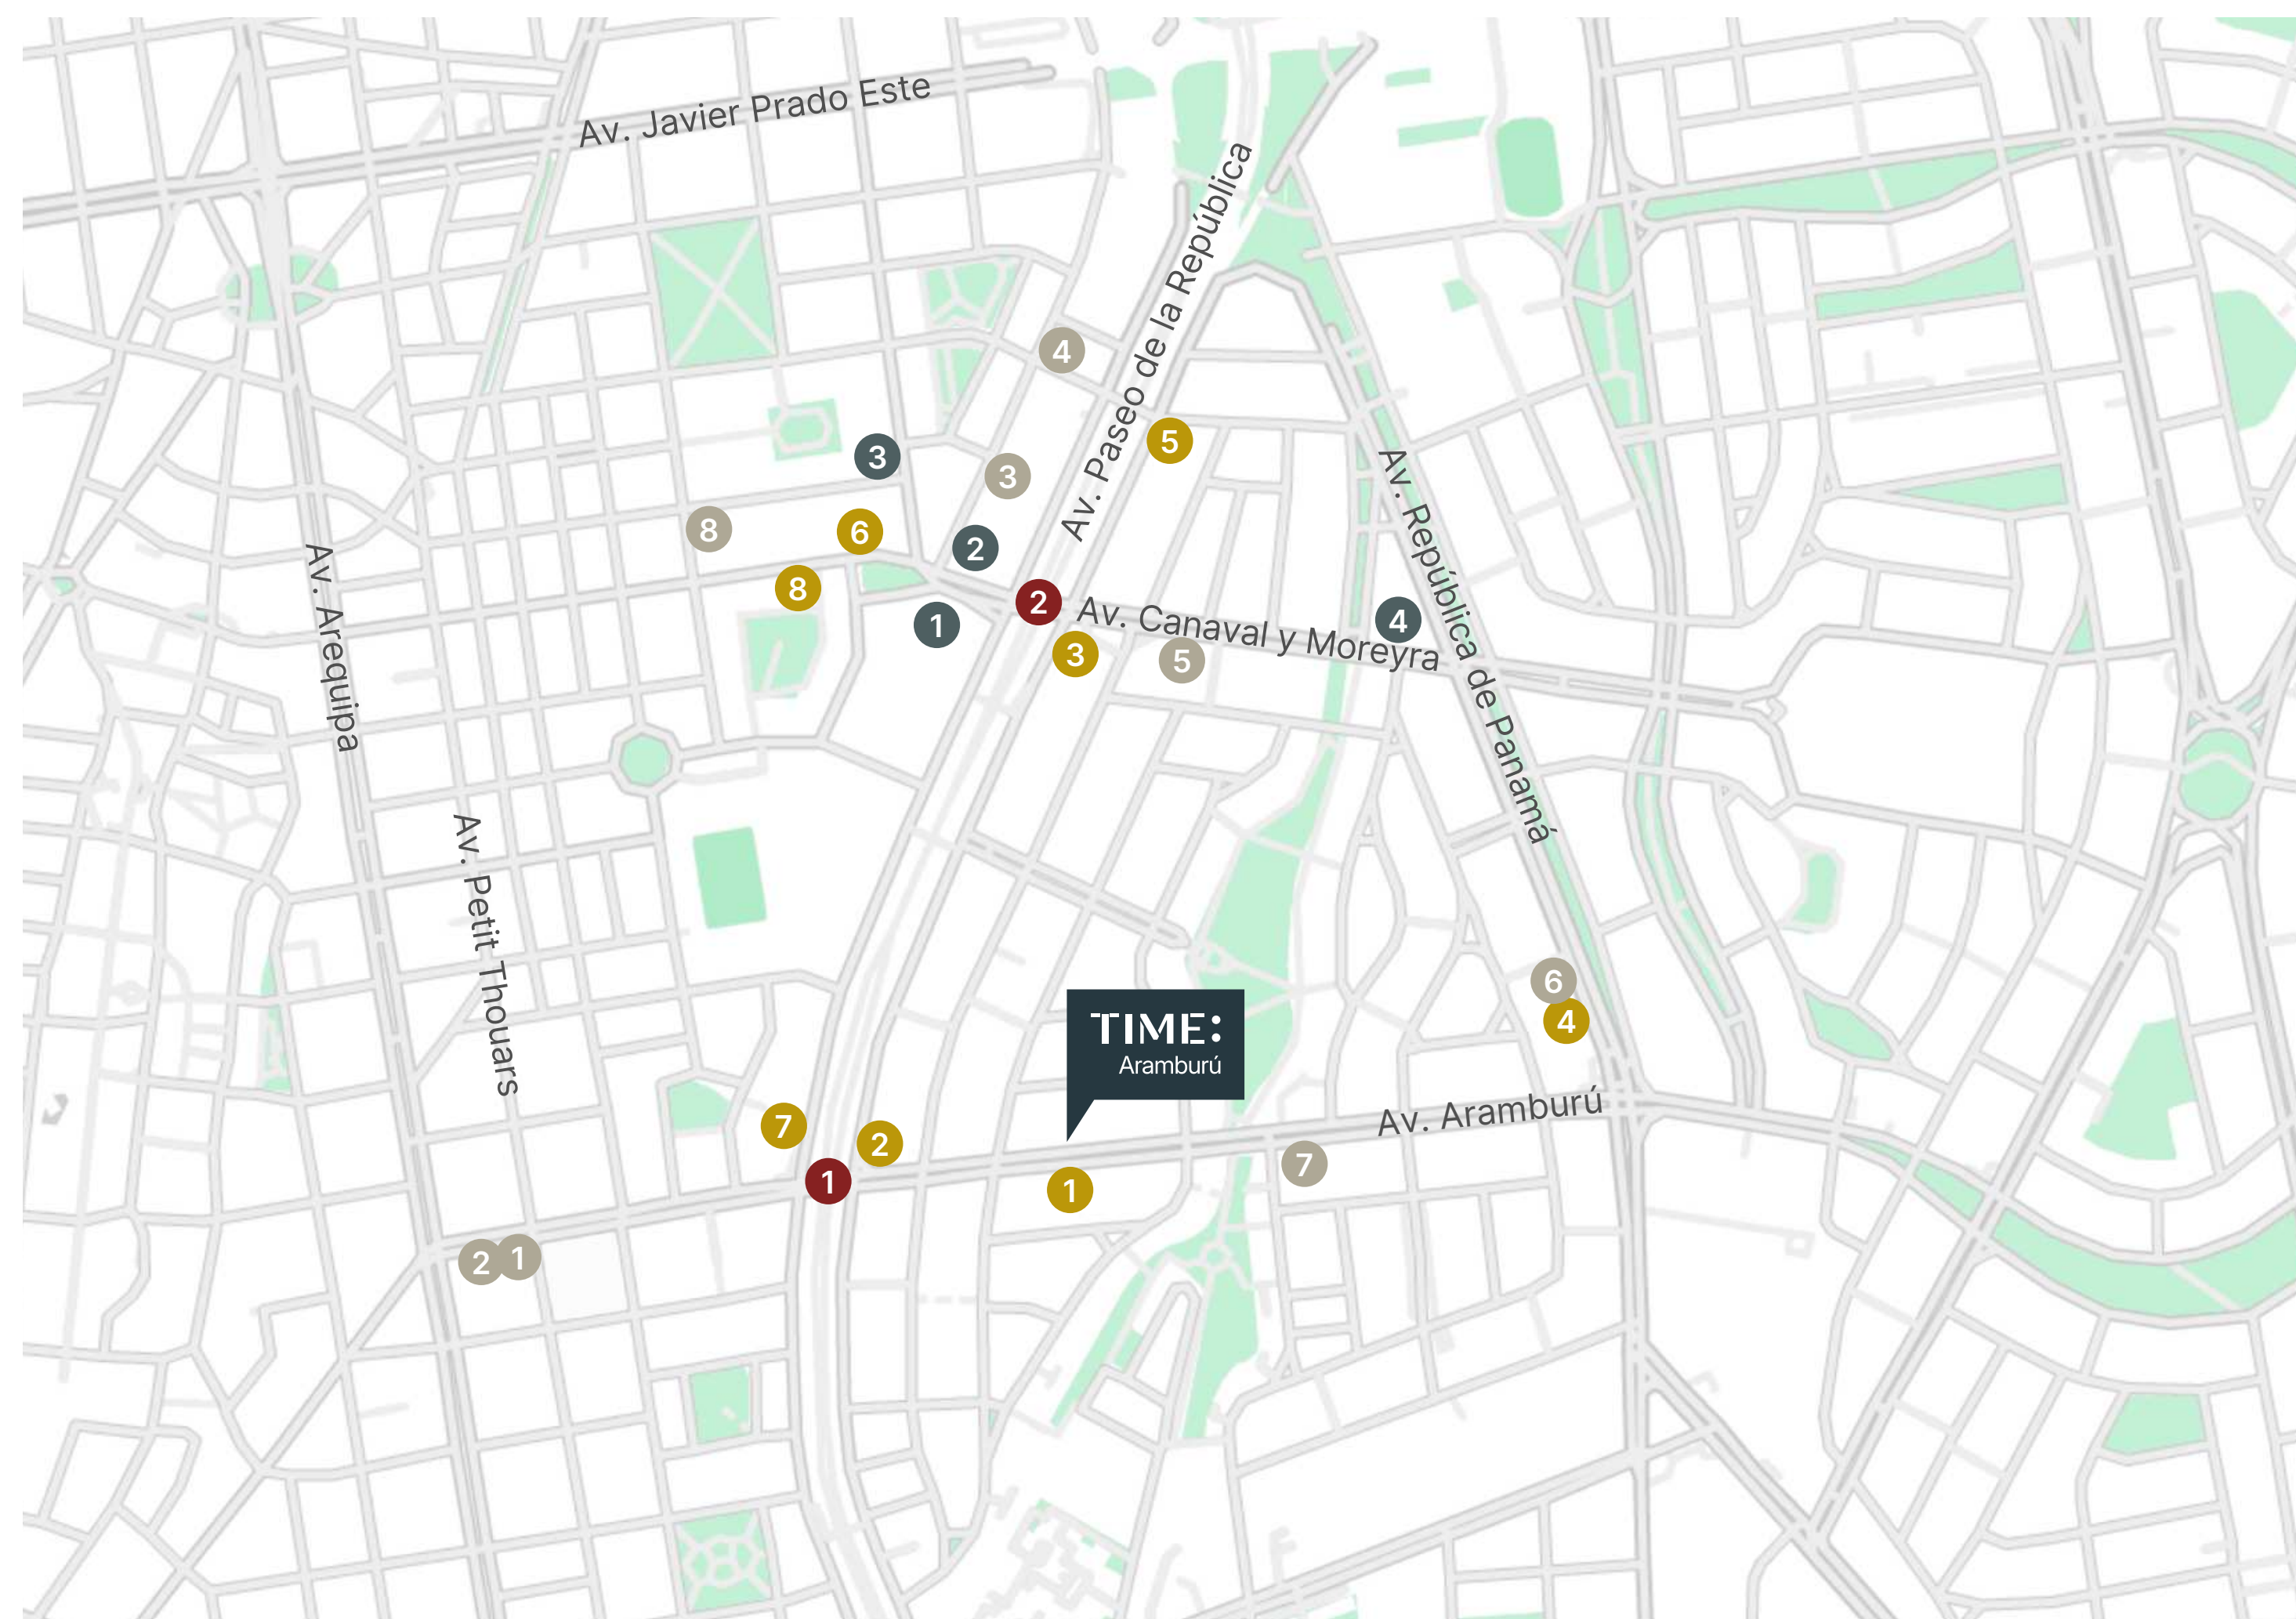 Av. Javier Prado Este
Av. Paseo de la República
4
5
3
3
8
6
2
8
2
1
Av. Canaval y Moreyra
4
3
5
Av. República de Panamá
Av. Arequipa
Av. Petit Thouars
6
4
TIME:
Aramburú
Av. Aramburú
7
2
7
1
1
2
1